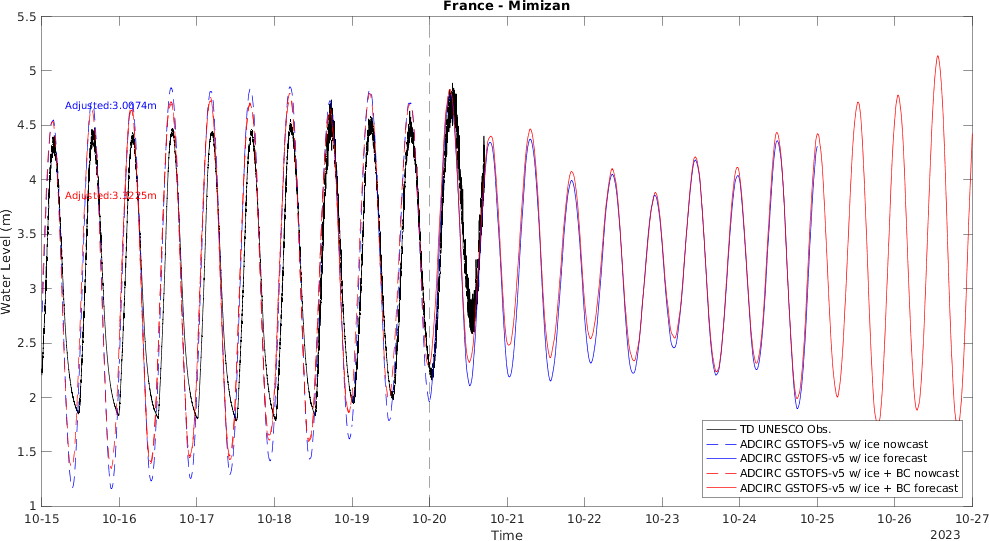 France - Mimizan
Water Level (m)
5.5
5
4.5
4
3.5
3
2.5
2
1.5
1
Adjusted:3.0074m
Adjusted:3.3225m
TD UNESCO Obs.
ADCIRC GSTOFS-v5 w/ ice nowcast
ADCIRC GSTOFS-v5 w/ ice forecast
ADCIRC GSTOFS-v5 w/ ice + BC nowcast
ADCIRC GSTOFS-v5 w/ ice + BC forecast
10-15 10-16 10-17 10-18 10-19 10-20 10-21 10-22 10-23 10-24 10-25 10-26 10-27
Time
2023